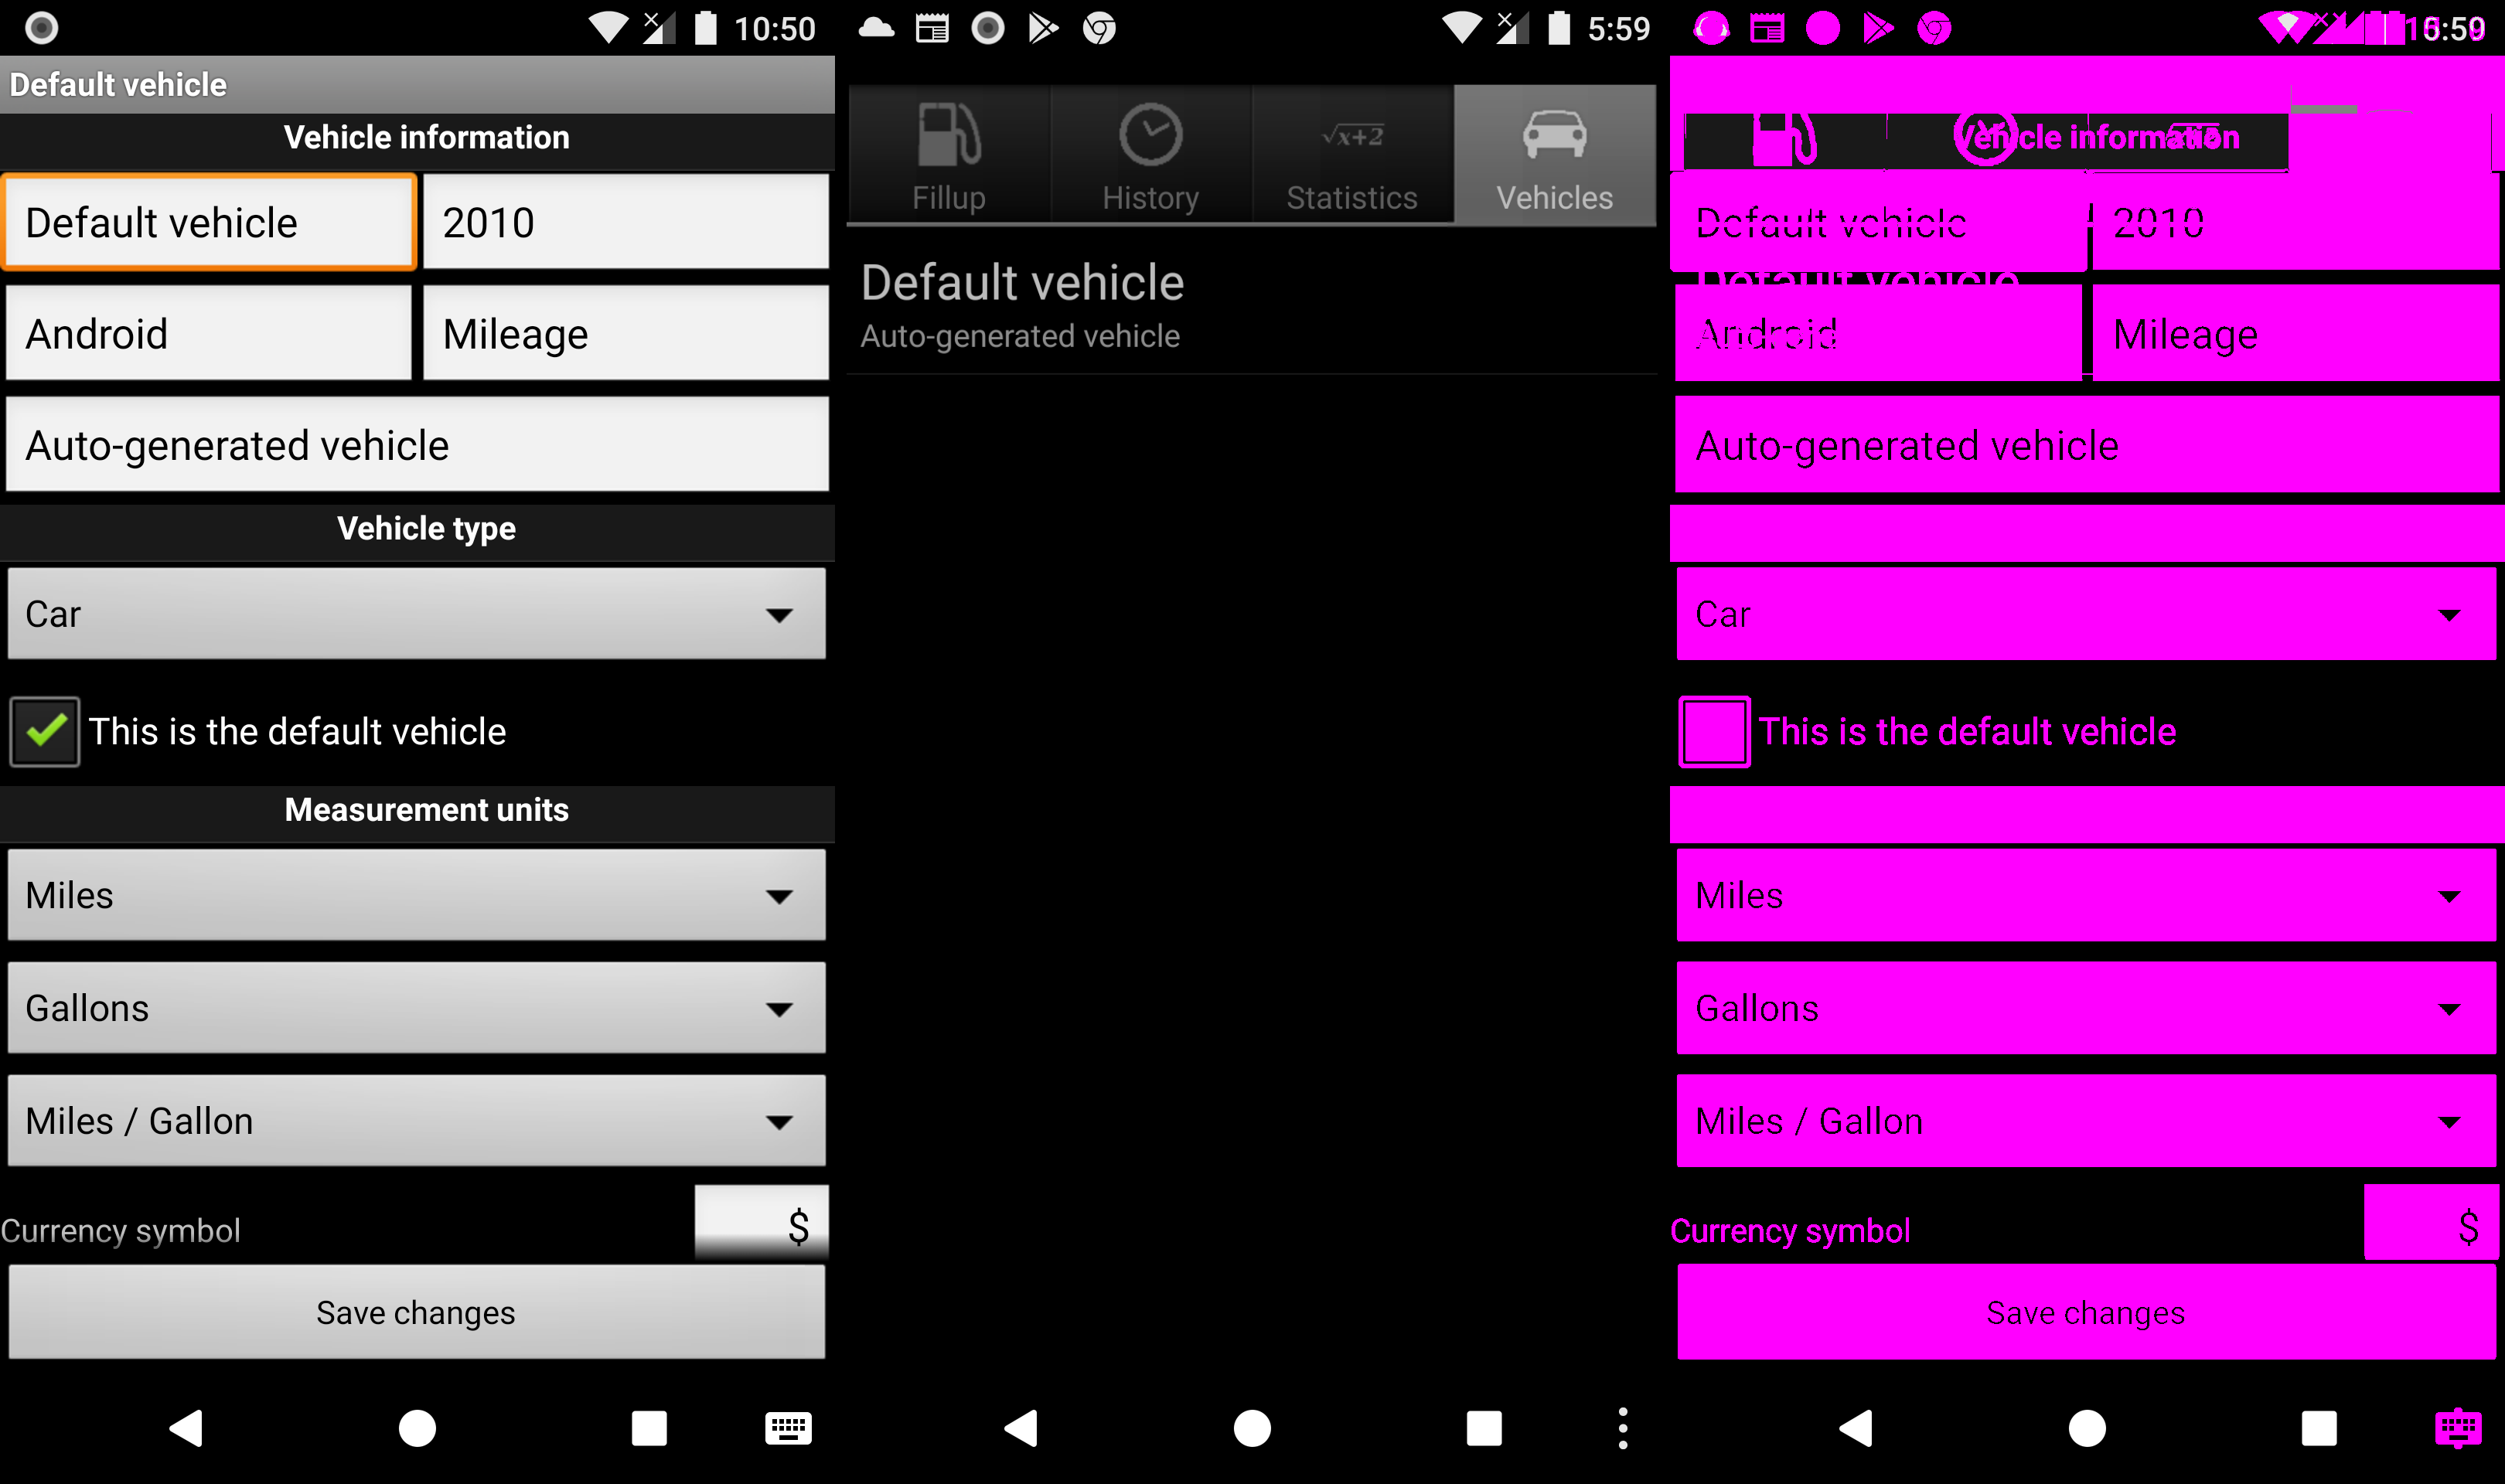 10:50
Default vehicle
Vehicle information
Default vehicle
2010
Android
Mileage
Auto-generated vehicle
Vehicle type
Car
This is the default vehicle
Measurement units
Miles
Gallons
Miles / Gallon
Currency symbol
$
Save changes
5:59
Fillup
History
√x+2
Statistics
Vehicles
Default vehicle
Auto-generated vehicle
:59
Vehicle information
Default vehicle
2010
Default vehicle
Android
Mileage
Auto-generated vehicle
Car
This is the default vehicle
Miles
Gallons
Miles / Gallon
Currency symbol
$
Save changes